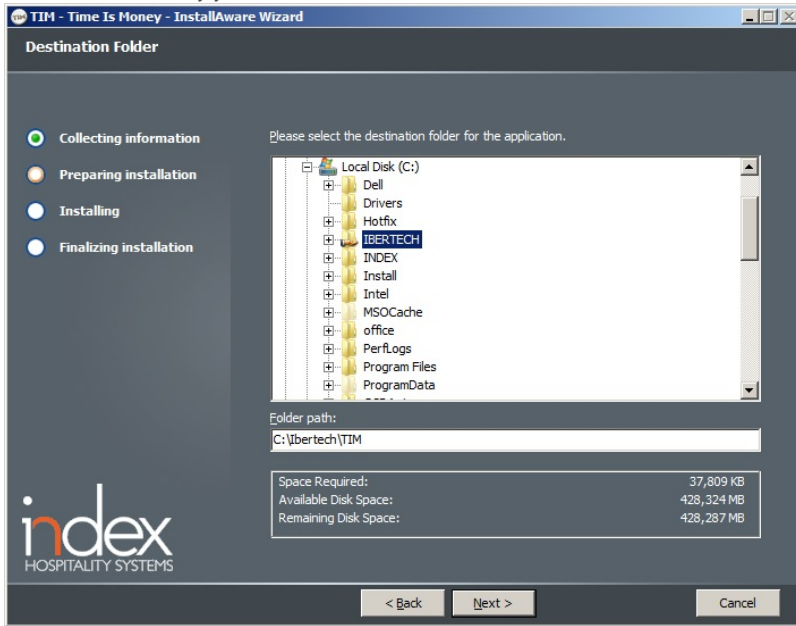 TIM - Time Is Money - InstallAware Wizard
Destination Folder
Collecting information
Preparing installation
Installing
Finalizing installation
Please select the destination folder for the application.
Local Disk (C:)
Dell
Drivers
Hotfix
IBERTECH
INDEX
Install
Intel
MSOCache
office
PerfLogs
Program Files
ProgramData
Folder path:
C:\Ibertech\TIM
Space Required: 37,809 KB
Available Disk Space: 428,324 MB
Remaining Disk Space: 428,287 MB
index
HOSPITALITY SYSTEMS
< Back Next > Cancel